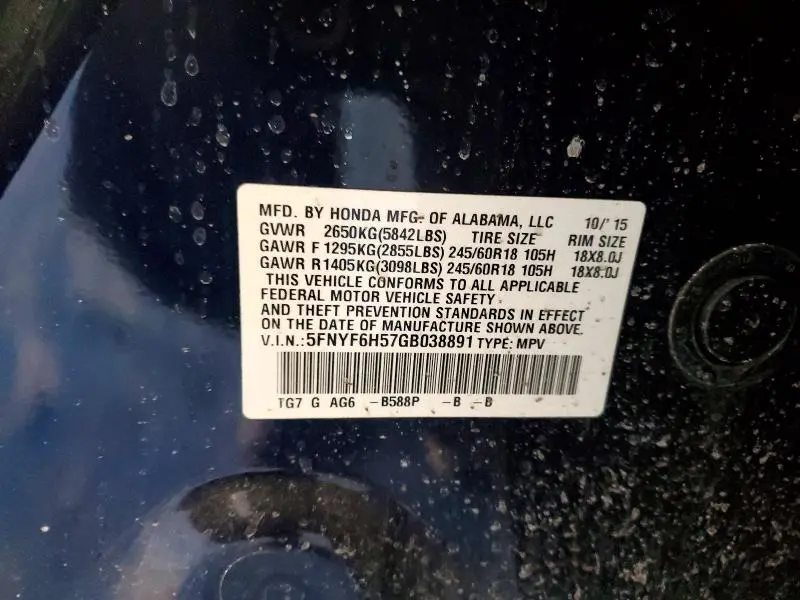 MFD. BY HONDA MFG. OF ALABAMA, LLC 10/'15
GVWR 2650KG(5842LBS) TIRE SIZE RIM SIZE
GAWR F 1295KG(2855LBS) 245/60R18 105H 18X8.0J
GAWR R1405KG(3098LBS) 245/60R18 105H 18X8.0J
THIS VEHICLE CONFORMS TO ALL APPLICABLE
FEDERAL MOTOR VEHICLE SAFETY
AND THEFT PREVENTION STANDARDS IN EFFECT
ON THE DATE OF MANUFACTURE SHOWN ABOVE.
V.I.N.:5FNYF6H57GB038891 TYPE: MPV
TG7 G AG6 -B588P -B -B